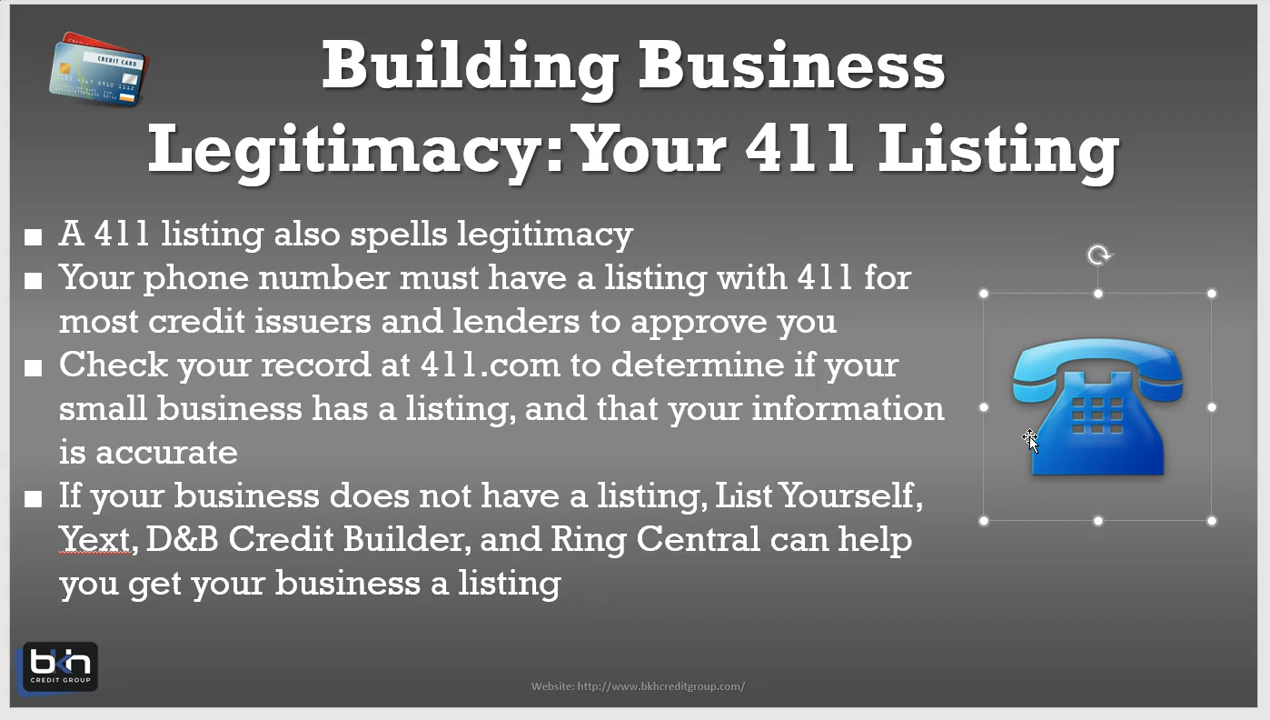 CREDIT CARD
Building Business
Legitimacy: Your 411 Listing
■ A 411 listing also spells legitimacy
■ Your phone number must have a listing with 411 for
most credit issuers and lenders to approve you
■ Check your record at 411.com to determine if your
small business has a listing, and that your information
is accurate
■ If your business does not have a listing, List Yourself,
Yext, D&B Credit Builder, and Ring Central can help
you get your business a listing
bkh
CREDIT GROUP
Website: http://www.bkhcreditgroup.com/